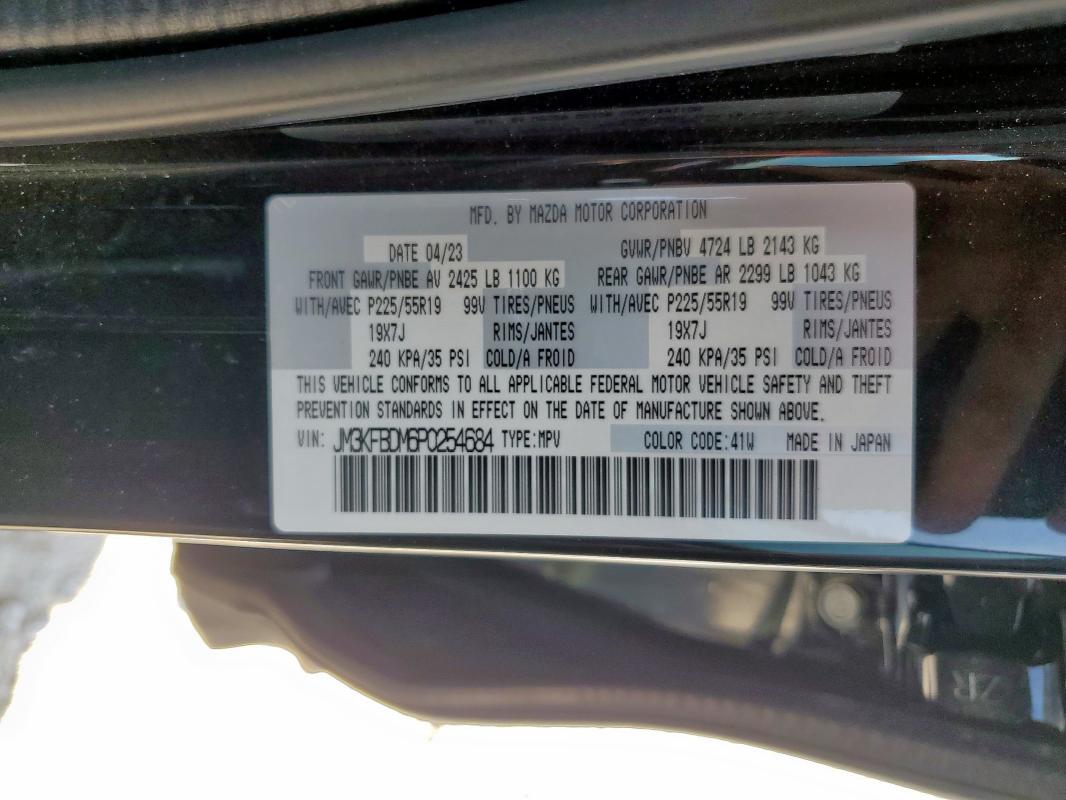 MFD. BY MAZDA MOTOR CORPORATION
DATE 04/23 GVWR/PNBV 4724 LB 2143 KG
FRONT GAWR/PNBE AV 2425 LB 1100 KG REAR GAWR/PNBE AR 2299 LB 1043 KG
WITH/AVEC P225/55R19 99V TIRES/PNEUS WITH/AVEC P225/55R19 99V TIRES/PNEUS
19X7J RIMS/JANTES 19X7J RIMS/JANTES
240 KPA/35 PSI COLD/A FROID 240 KPA/35 PSI COLD/A FROID
THIS VEHICLE CONFORMS TO ALL APPLICABLE FEDERAL MOTOR VEHICLE SAFETY AND THEFT
PREVENTION STANDARDS IN EFFECT ON THE DATE OF MANUFACTURE SHOWN ABOVE.
VIN: JM3KFBDM6P0254684 TYPE:MPV COLOR CODE:41W MADE IN JAPAN
ZR